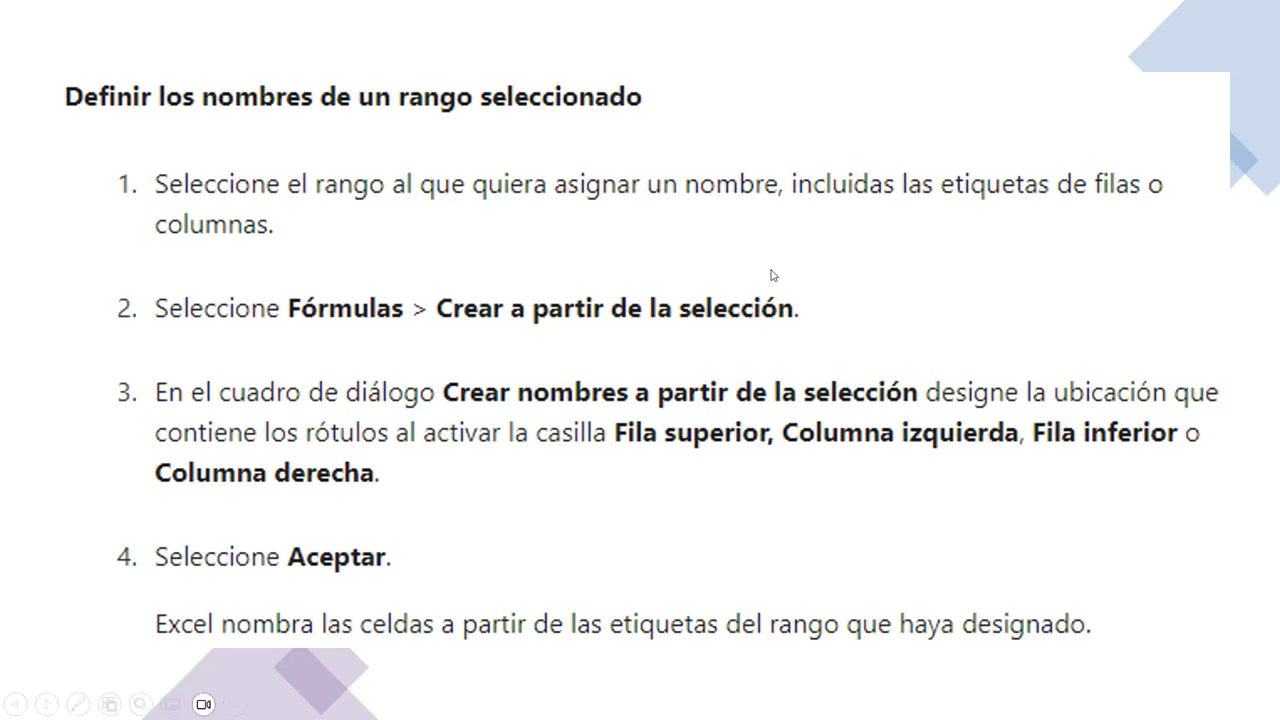 Definir los nombres de un rango seleccionado
1. Seleccione el rango al que quiera asignar un nombre, incluidas las etiquetas de filas o
columnas.
2. Seleccione Fórmulas > Crear a partir de la selección.
3. En el cuadro de diálogo Crear nombres a partir de la selección designe la ubicación que
contiene los rótulos al activar la casilla Fila superior, Columna izquierda, Fila inferior o
Columna derecha.
4. Seleccione Aceptar.
Excel nombra las celdas a partir de las etiquetas del rango que haya designado.